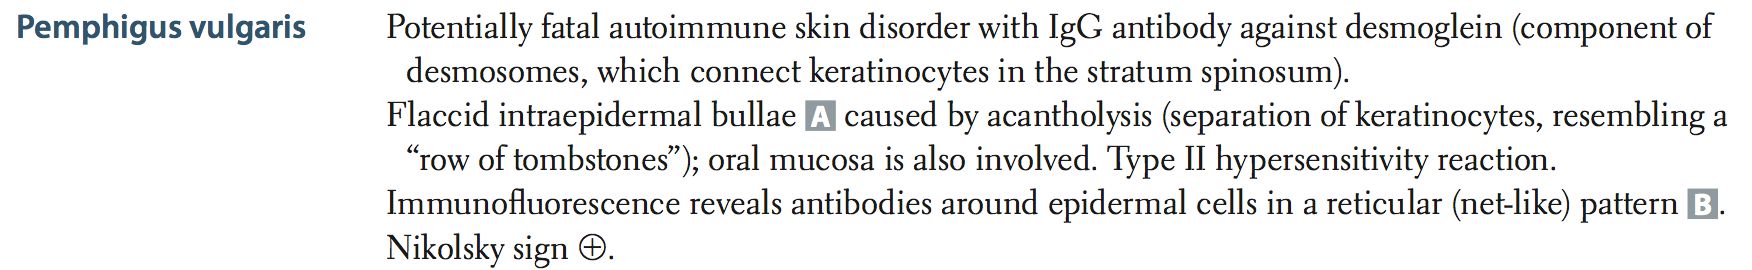 Pemphigus vulgaris
Potentially fatal autoimmune skin disorder with IgG antibody against desmoglein (component of
desmosomes, which connect keratinocytes in the stratum spinosum).
Flaccid intraepidermal bullae A caused by acantholysis (separation of keratinocytes, resembling a
“row of tombstones”); oral mucosa is also involved. Type II hypersensitivity reaction.
Immunofluorescence reveals antibodies around epidermal cells in a reticular (net-like) pattern B.
Nikolsky sign ⊕.